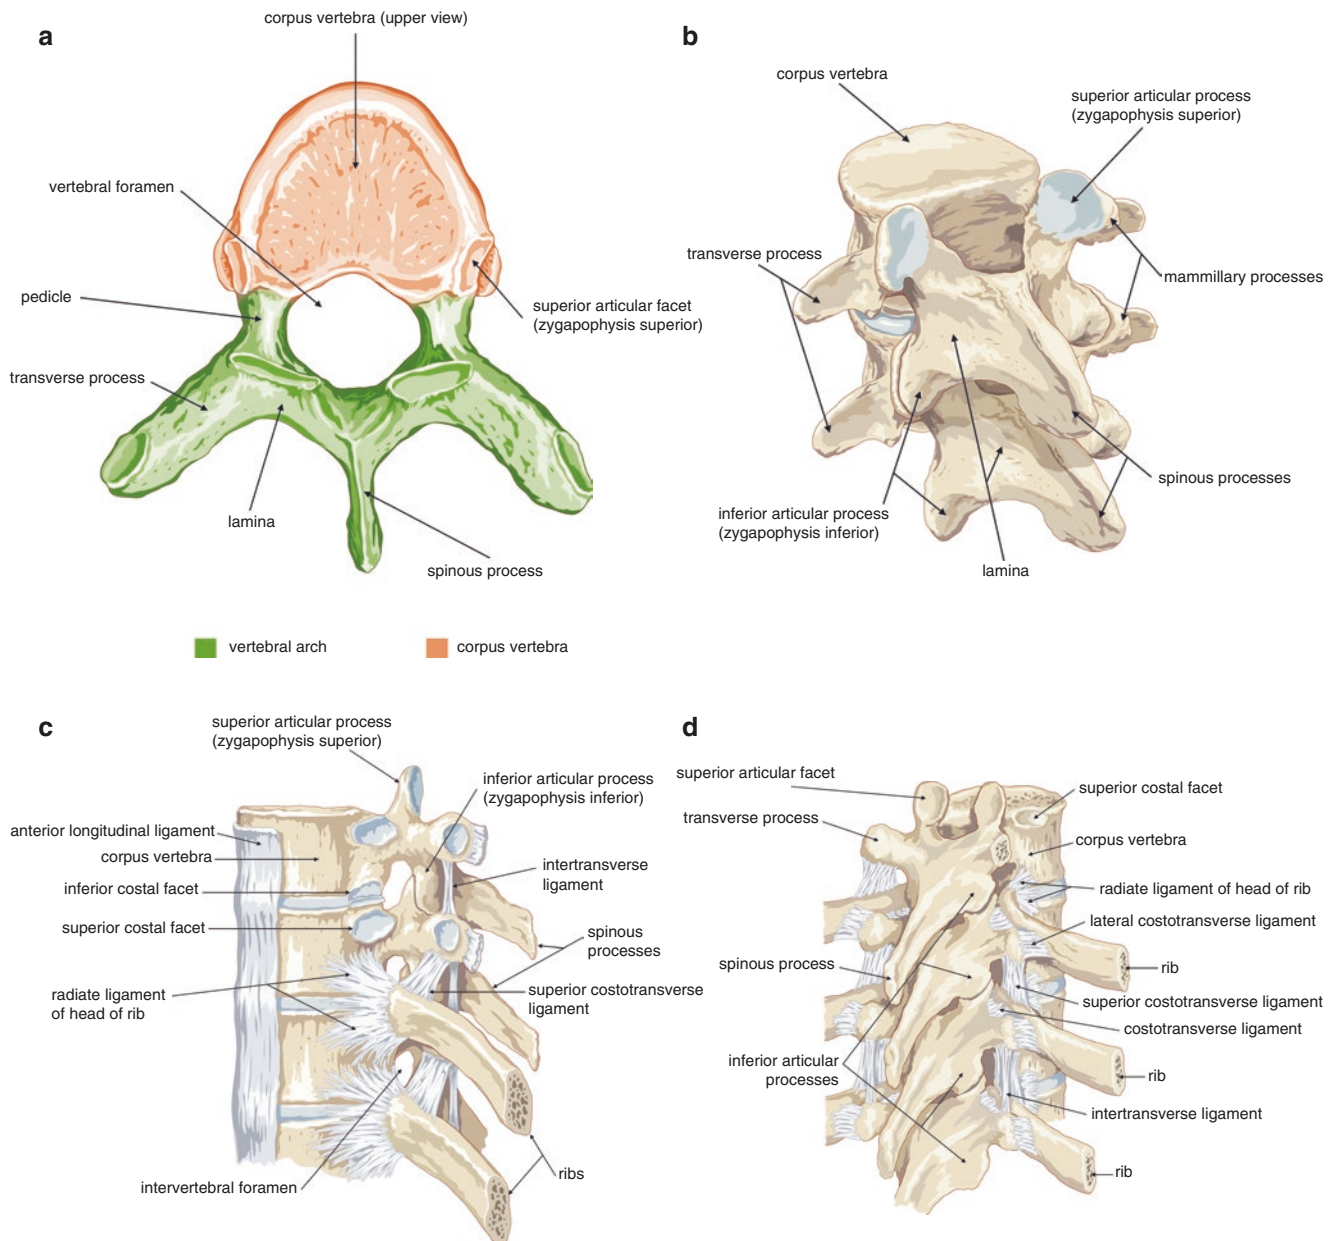 a
corpus vertebra (upper view)
vertebral foramen
pedicle
superior articular facet
(zygapophysis superior)
transverse process
lamina
spinous process
vertebral arch
corpus vertebra
b
corpus vertebra
superior articular process
(zygapophysis superior)
transverse process
mammillary processes
spinous processes
inferior articular process
(zygapophysis inferior)
lamina
c
superior articular process
(zygapophysis superior)
inferior articular process
(zygapophysis inferior)
anterior longitudinal ligament
corpus vertebra
intertransverse
ligament
inferior costal facet
superior costal facet
spinous
processes
radiate ligament
of head of rib
superior costotransverse
ligament
ribs
intervertebral foramen
d
superior articular facet
superior costal facet
transverse process
corpus vertebra
radiate ligament of head of rib
lateral costotransverse ligament
spinous process
rib
superior costotransverse ligament
costotransverse ligament
inferior articular
processes
rib
intertransverse ligament
rib